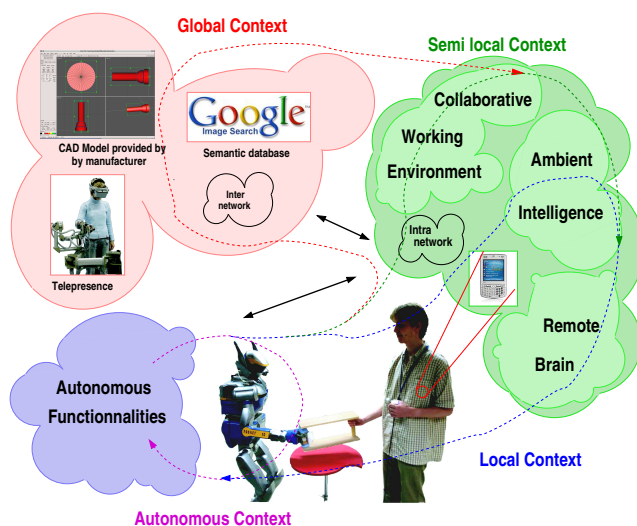 Global Context
Semi local Context
Google™
Image Search
CAD Model provided by
by manufacturer
Semantic database
Inter
network
Telepresence
Collaborative
Working
Environment
Ambient
Intelligence
Intra
network
Remote
Brain
Autonomous
Functionnalities
Local Context
Autonomous Context